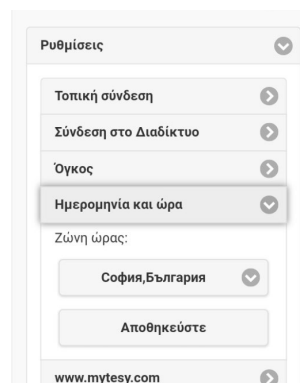 Ρυθμίσεις
Τοπική σύνδεση
Σύνδεση στο Διαδίκτυο
Όγκος
Ημερομηνία και ώρα
Ζώνη ώρας:
София,България
Αποθηκεύστε
www.mytesy.com